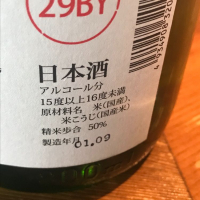 29BY
日本酒
アルコール分
15度以上16度未満
原材料名 米(国産)、
米こうじ(国産米)
精米歩合 50%
製造年月 01.09